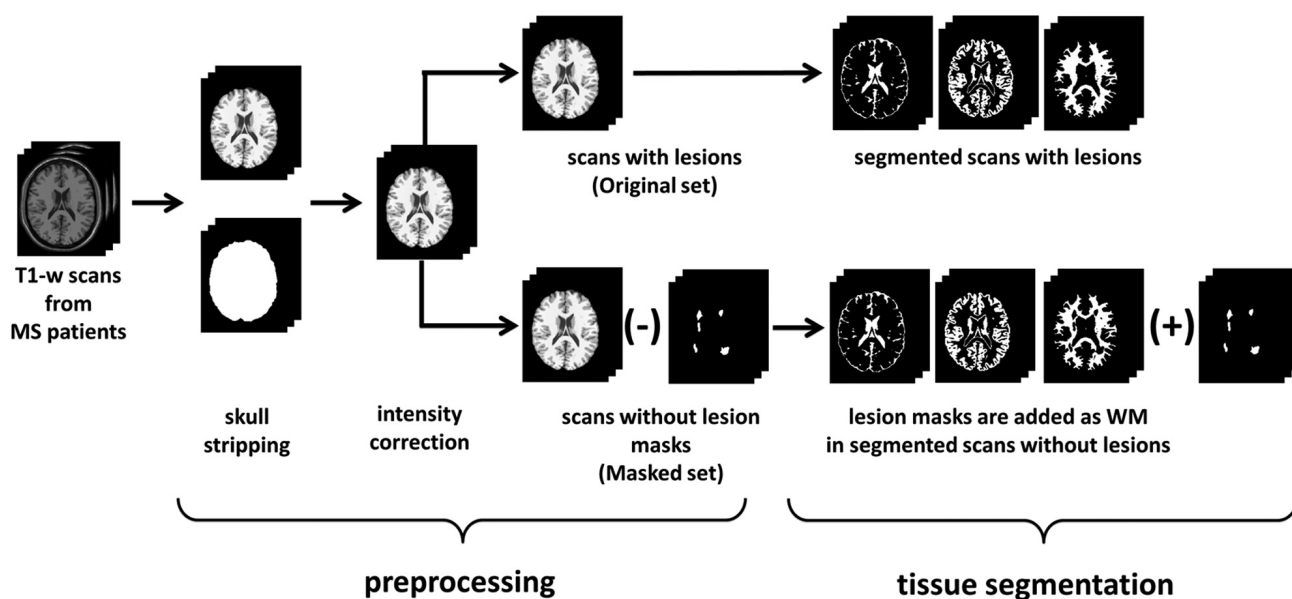 T1-w scans
from
MS patients
skull
stripping
intensity
correction
scans with lesions
(Original set)
segmented scans with lesions
(-)
(+)
scans without lesion
masks
(Masked set)
lesion masks are added as WM
in segmented scans without lesions
preprocessing
tissue segmentation